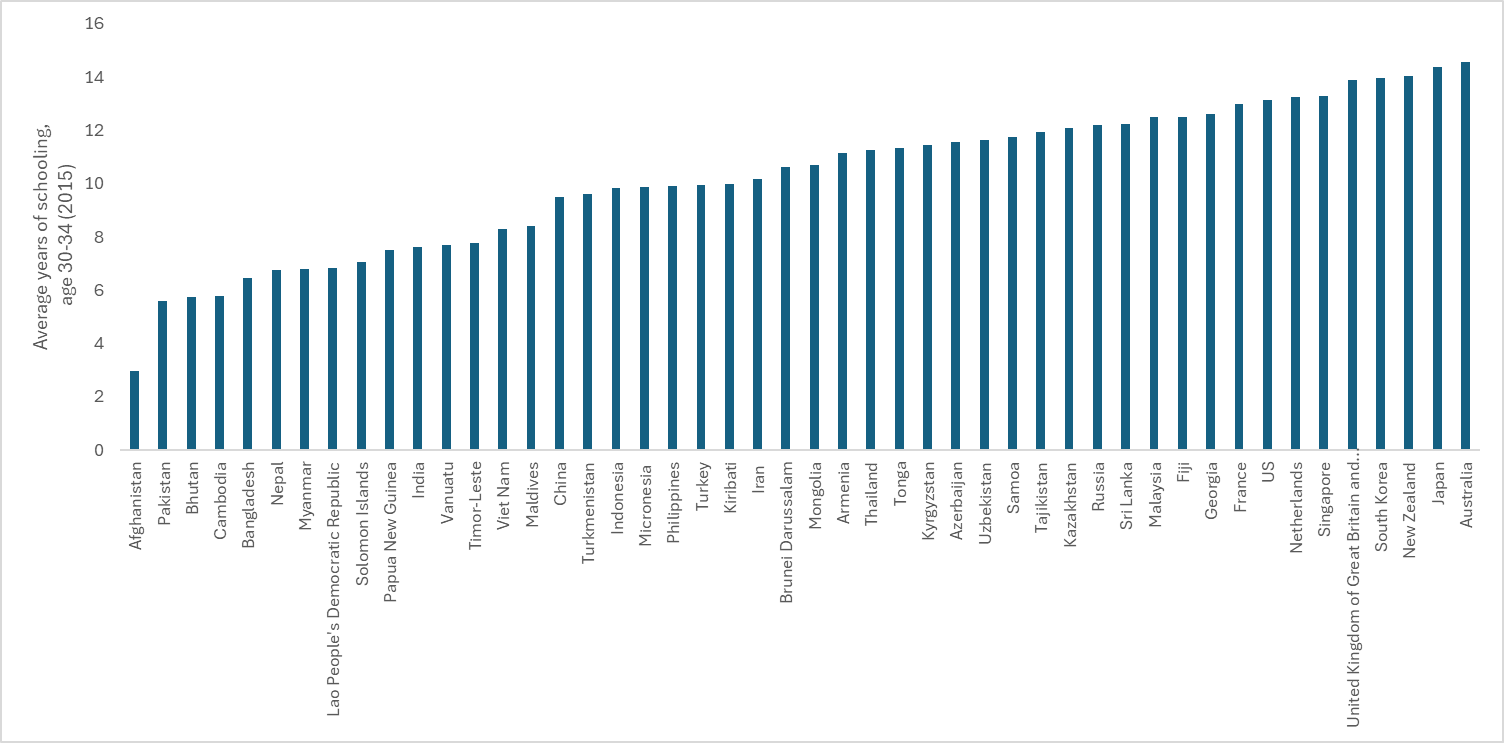 16
14
12
10
8
6
4
2
0
Average years of schooling,
age 30-34 (2015)
Afghanistan
Pakistan
Bhutan
Cambodia
Bangladesh
Nepal
Myanmar
Lao People's Democratic Republic
Solomon Islands
Papua New Guinea
India
Vanuatu
Timor-Leste
Viet Nam
Maldives
China
Turkmenistan
Indonesia
Micronesia
Philippines
Turkey
Kiribati
Iran
Brunei Darussalam
Mongolia
Armenia
Thailand
Tonga
Kyrgyzstan
Azerbaijan
Uzbekistan
Samoa
Tajikistan
Kazakhstan
Russia
Sri Lanka
Malaysia
Fiji
Georgia
France
US
Netherlands
Singapore
United Kingdom of Great Britain and...
South Korea
New Zealand
Japan
Australia